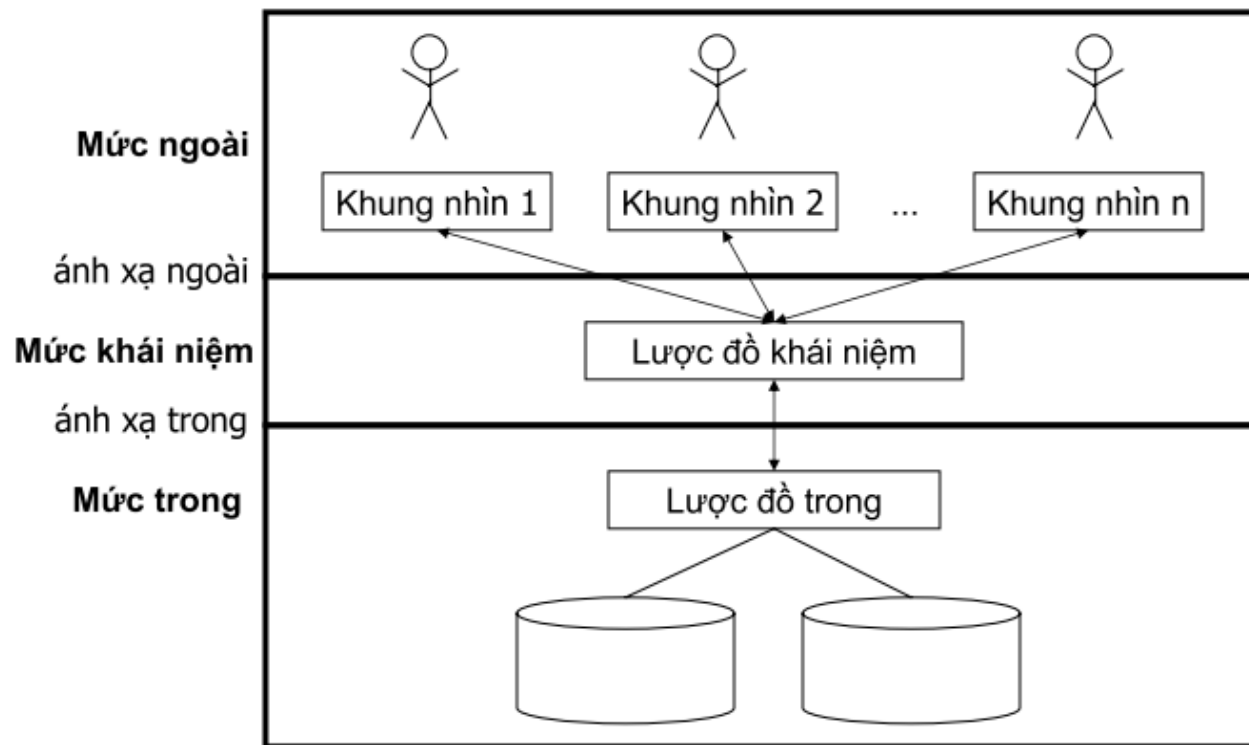 Mức ngoài
Khung nhìn 1
Khung nhìn 2
...
Khung nhìn n
ánh xạ ngoài
Mức khái niệm
Lược đồ khái niệm
ánh xạ trong
Mức trong
Lược đồ trong